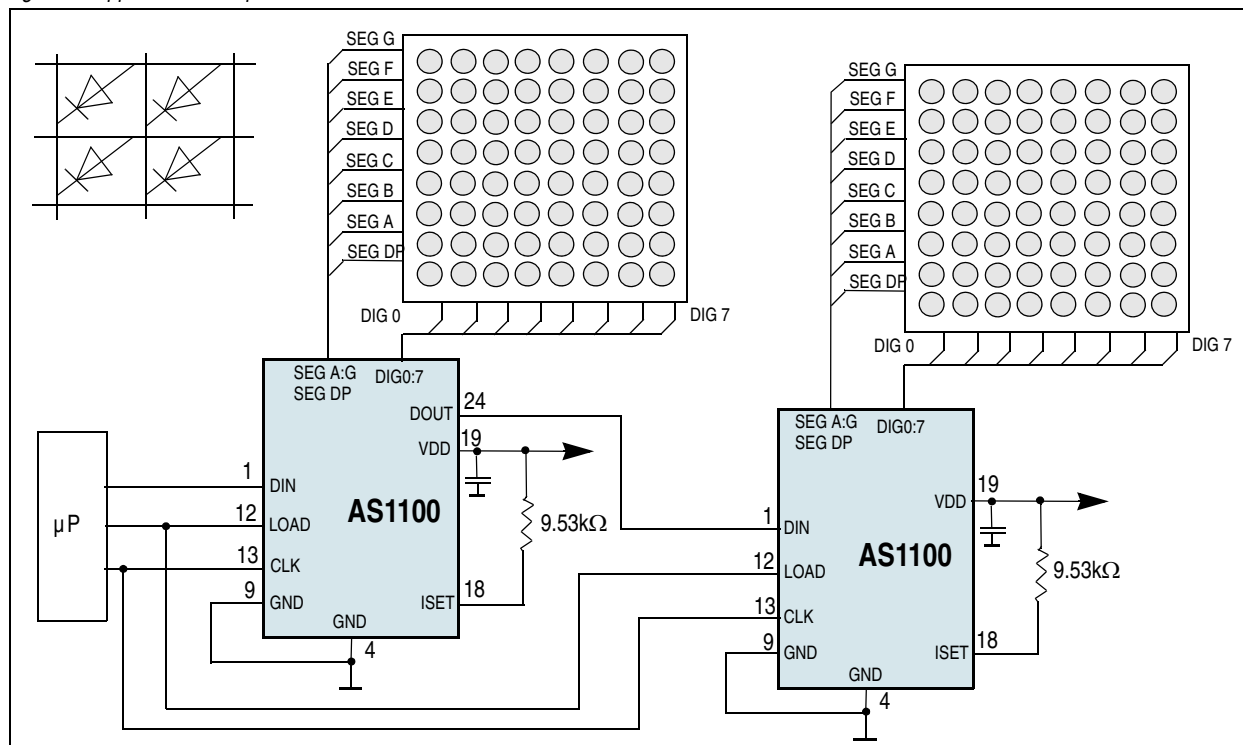 SEG G
SEG F
SEG E
SEG D
SEG C
SEG B
SEG A
SEG DP
DIG 0
DIG 7
SEG G
SEG F
SEG E
SEG D
SEG C
SEG B
SEG A
SEG DP
DIG 0
DIG 7
µP
SEG A:G
SEG DP
DIG0:7
DOUT
24
VDD
19
1
DIN
12
LOAD
13
CLK
9
GND
AS1100
9.53kΩ
ISET
18
GND
4
SEG A:G
SEG DP
DIG0:7
VDD
19
1
DIN
12
LOAD
13
CLK
9
GND
AS1100
9.53kΩ
ISET
18
GND
4